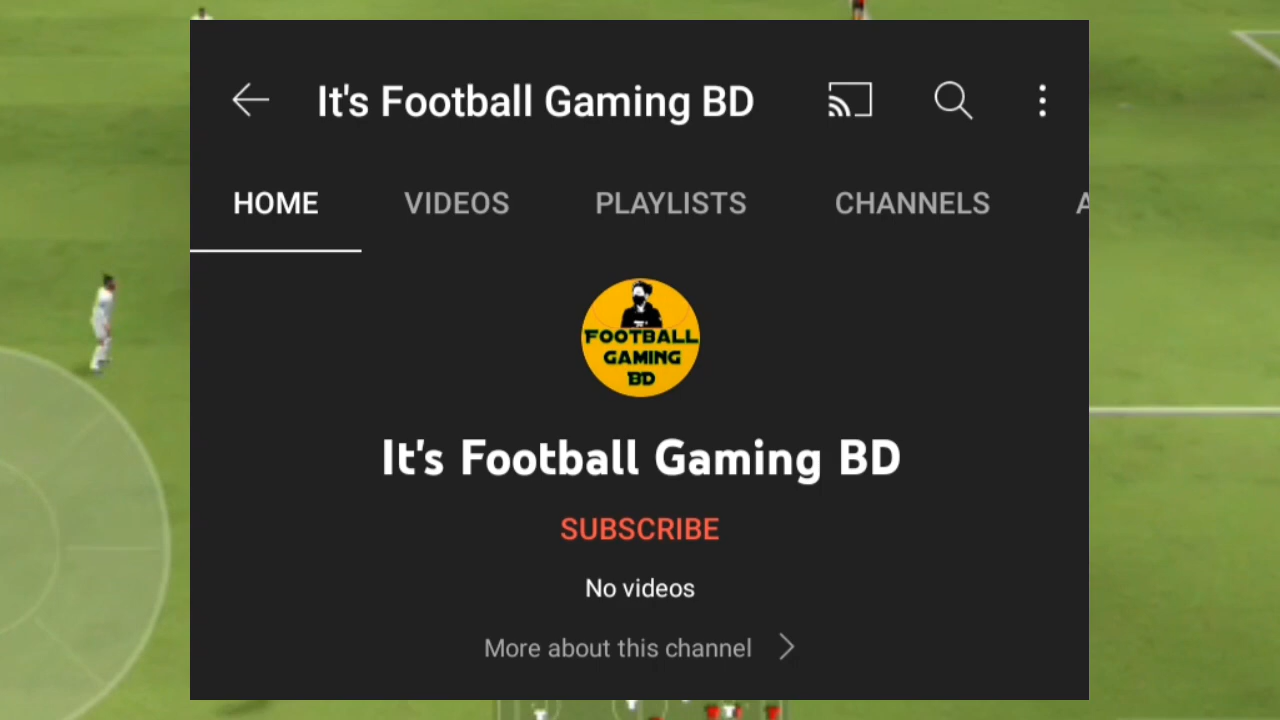 It's Football Gaming BD
HOME VIDEOS PLAYLISTS CHANNELS A
FOOTBALL
GAMING
BD
It's Football Gaming BD
SUBSCRIBE
No videos
More about this channel